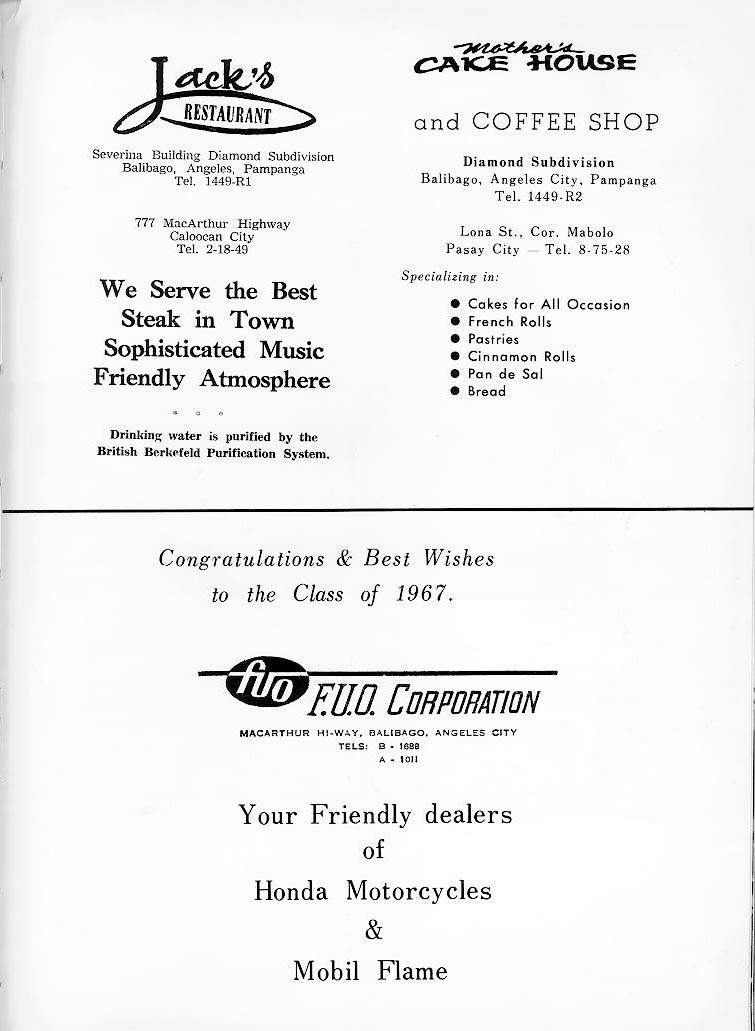 Jack's
RESTAURANT
Severina Building Diamond Subdivision
Balibago, Angeles, Pampanga
Tel. 1449-R1
777 MacArthur Highway
Caloocan City
Tel. 2-18-49
We Serve the Best
Steak in Town
Sophisticated Music
Friendly Atmosphere
* * *
Drinking water is purified by the
British Berkefeld Purification System.
Mother's
CAKE HOUSE
and COFFEE SHOP
Diamond Subdivision
Balibago, Angeles City, Pampanga
Tel. 1449-R2
Lona St., Cor. Mabolo
Pasay City — Tel. 8-75-28
Specializing in:
● Cakes for All Occasion
● French Rolls
● Pastries
● Cinnamon Rolls
● Pan de Sal
● Bread
Congratulations & Best Wishes
to the Class of 1967.
fuo F.U.O. CORPORATION
MACARTHUR HI-WAY, BALIBAGO, ANGELES CITY
TELS: B - 1688
A - 1011
Your Friendly dealers
of
Honda Motorcycles
&
Mobil Flame